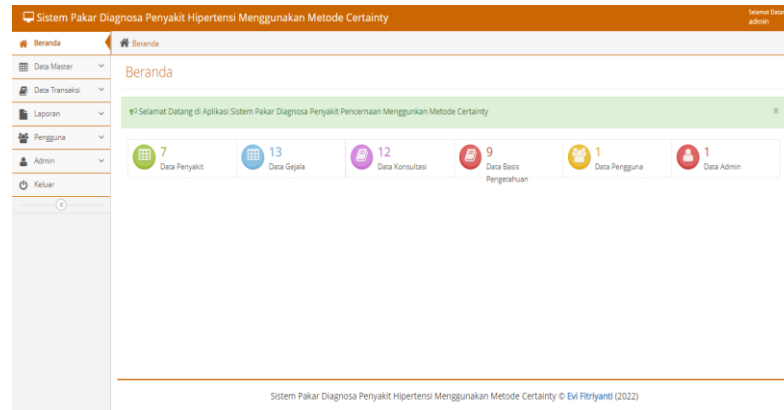 Sistem Pakar Diagnosa Penyakit Hipertensi Menggunakan Metode Certainty
Selamat Datang
admin
Beranda
Data Master
Data Transaksi
Laporan
Pengguna
Admin
Keluar
Beranda
Beranda
Selamat Datang di Aplikasi Sistem Pakar Diagnosa Penyakit Pencernaan Menggunkan Metode Certainty
7
Data Penyakit
13
Data Gejala
12
Data Konsultasi
9
Data Basis
Pengetahuan
1
Data Pengguna
1
Data Admin
Sistem Pakar Diagnosa Penyakit Hipertensi Menggunakan Metode Certainty © Evi Fitriyanti (2022)